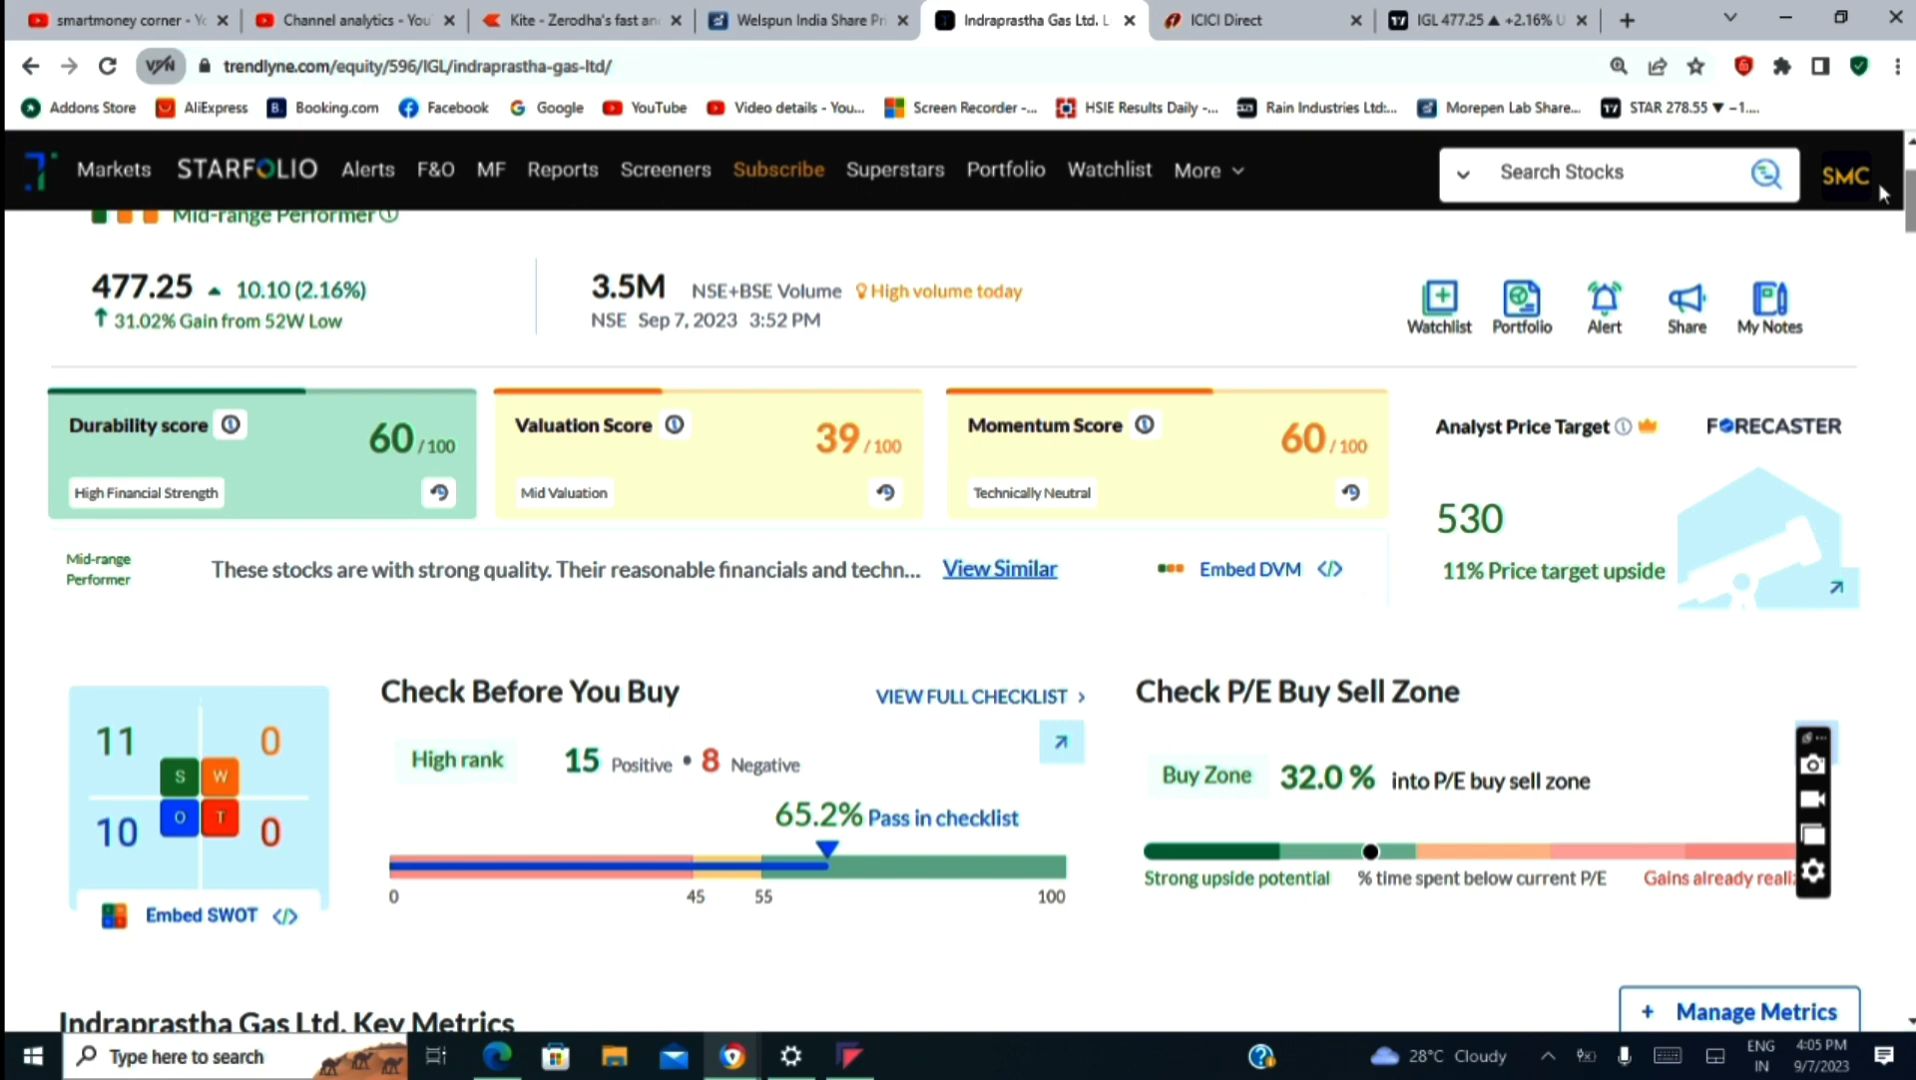 smartmoney corner - Yo
Channel analytics - You
Kite - Zerodha's fast an
Welspun India Share Pri
Indraprastha Gas Ltd. L
ICICI Direct
IGL 477.25 ▲ +2.16% U
VPN
trendlyne.com/equity/596/IGL/indraprastha-gas-ltd/
Addons Store
AliExpress
Booking.com
Facebook
Google
YouTube
Video details - You...
Screen Recorder -...
HSIE Results Daily -...
Rain Industries Ltd:...
Morepen Lab Share...
STAR 278.55 ▼ −1....
Markets
STARFOLIO
Alerts
F&O
MF
Reports
Screeners
Subscribe
Superstars
Portfolio
Watchlist
More
Search Stocks
SMC
Mid-range Performer
477.25 ▲ 10.10 (2.16%)
31.02% Gain from 52W Low
3.5M NSE+BSE Volume High volume today
NSE Sep 7, 2023 3:52 PM
Watchlist
Portfolio
Alert
Share
My Notes
Durability score
60 / 100
High Financial Strength
Valuation Score
39 / 100
Mid Valuation
Momentum Score
60 / 100
Technically Neutral
Analyst Price Target
FORECASTER
530
11% Price target upside
Mid-range
Performer
These stocks are with strong quality. Their reasonable financials and techn...
View Similar
Embed DVM </>
11
0
S
W
O
T
10
0
Embed SWOT </>
Check Before You Buy
VIEW FULL CHECKLIST >
High rank
15 Positive • 8 Negative
65.2% Pass in checklist
0
45
55
100
Check P/E Buy Sell Zone
Buy Zone
32.0 % into P/E buy sell zone
Strong upside potential
% time spent below current P/E
Gains already reali
Indraprastha Gas Ltd. Key Metrics
+ Manage Metrics
Type here to search
28°C Cloudy
ENG
IN
4:05 PM
9/7/2023